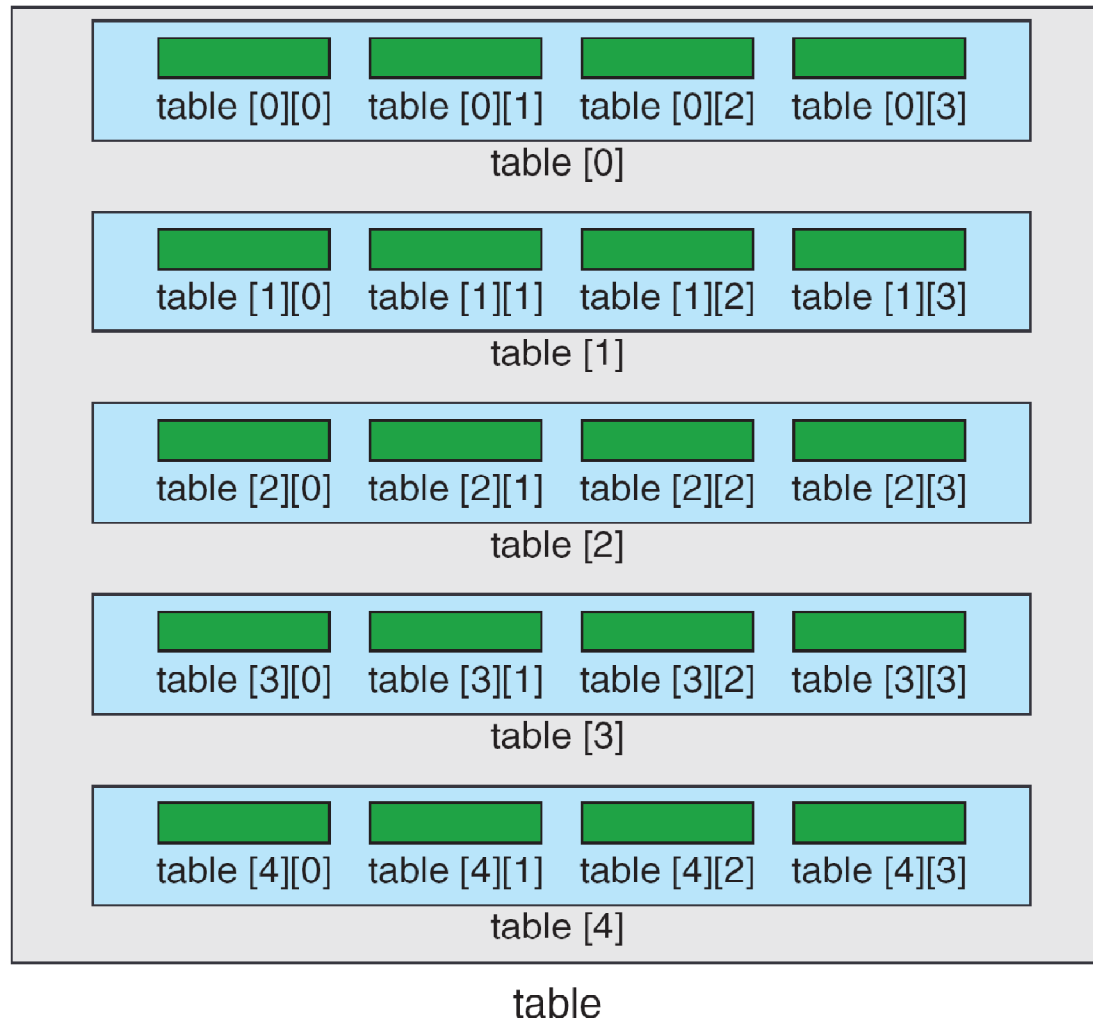 table [0][0] table [0][1] table [0][2] table [0][3]
table [0]
table [1][0] table [1][1] table [1][2] table [1][3]
table [1]
table [2][0] table [2][1] table [2][2] table [2][3]
table [2]
table [3][0] table [3][1] table [3][2] table [3][3]
table [3]
table [4][0] table [4][1] table [4][2] table [4][3]
table [4]
table